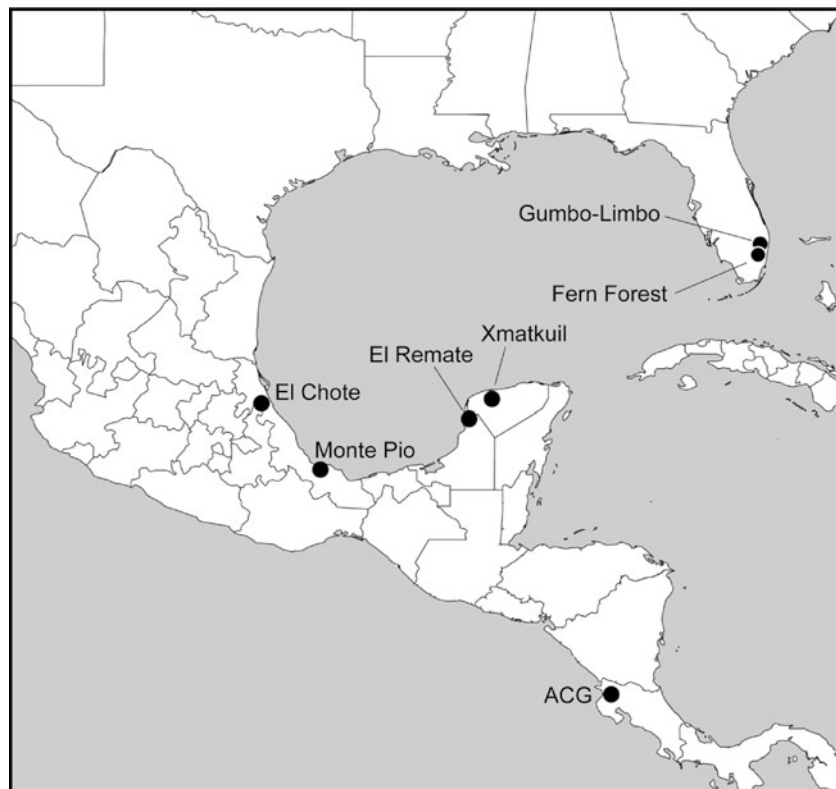 Gumbo-Limbo
Fern Forest
Xmatkuil
El Remate
El Chote
Monte Pio
ACG